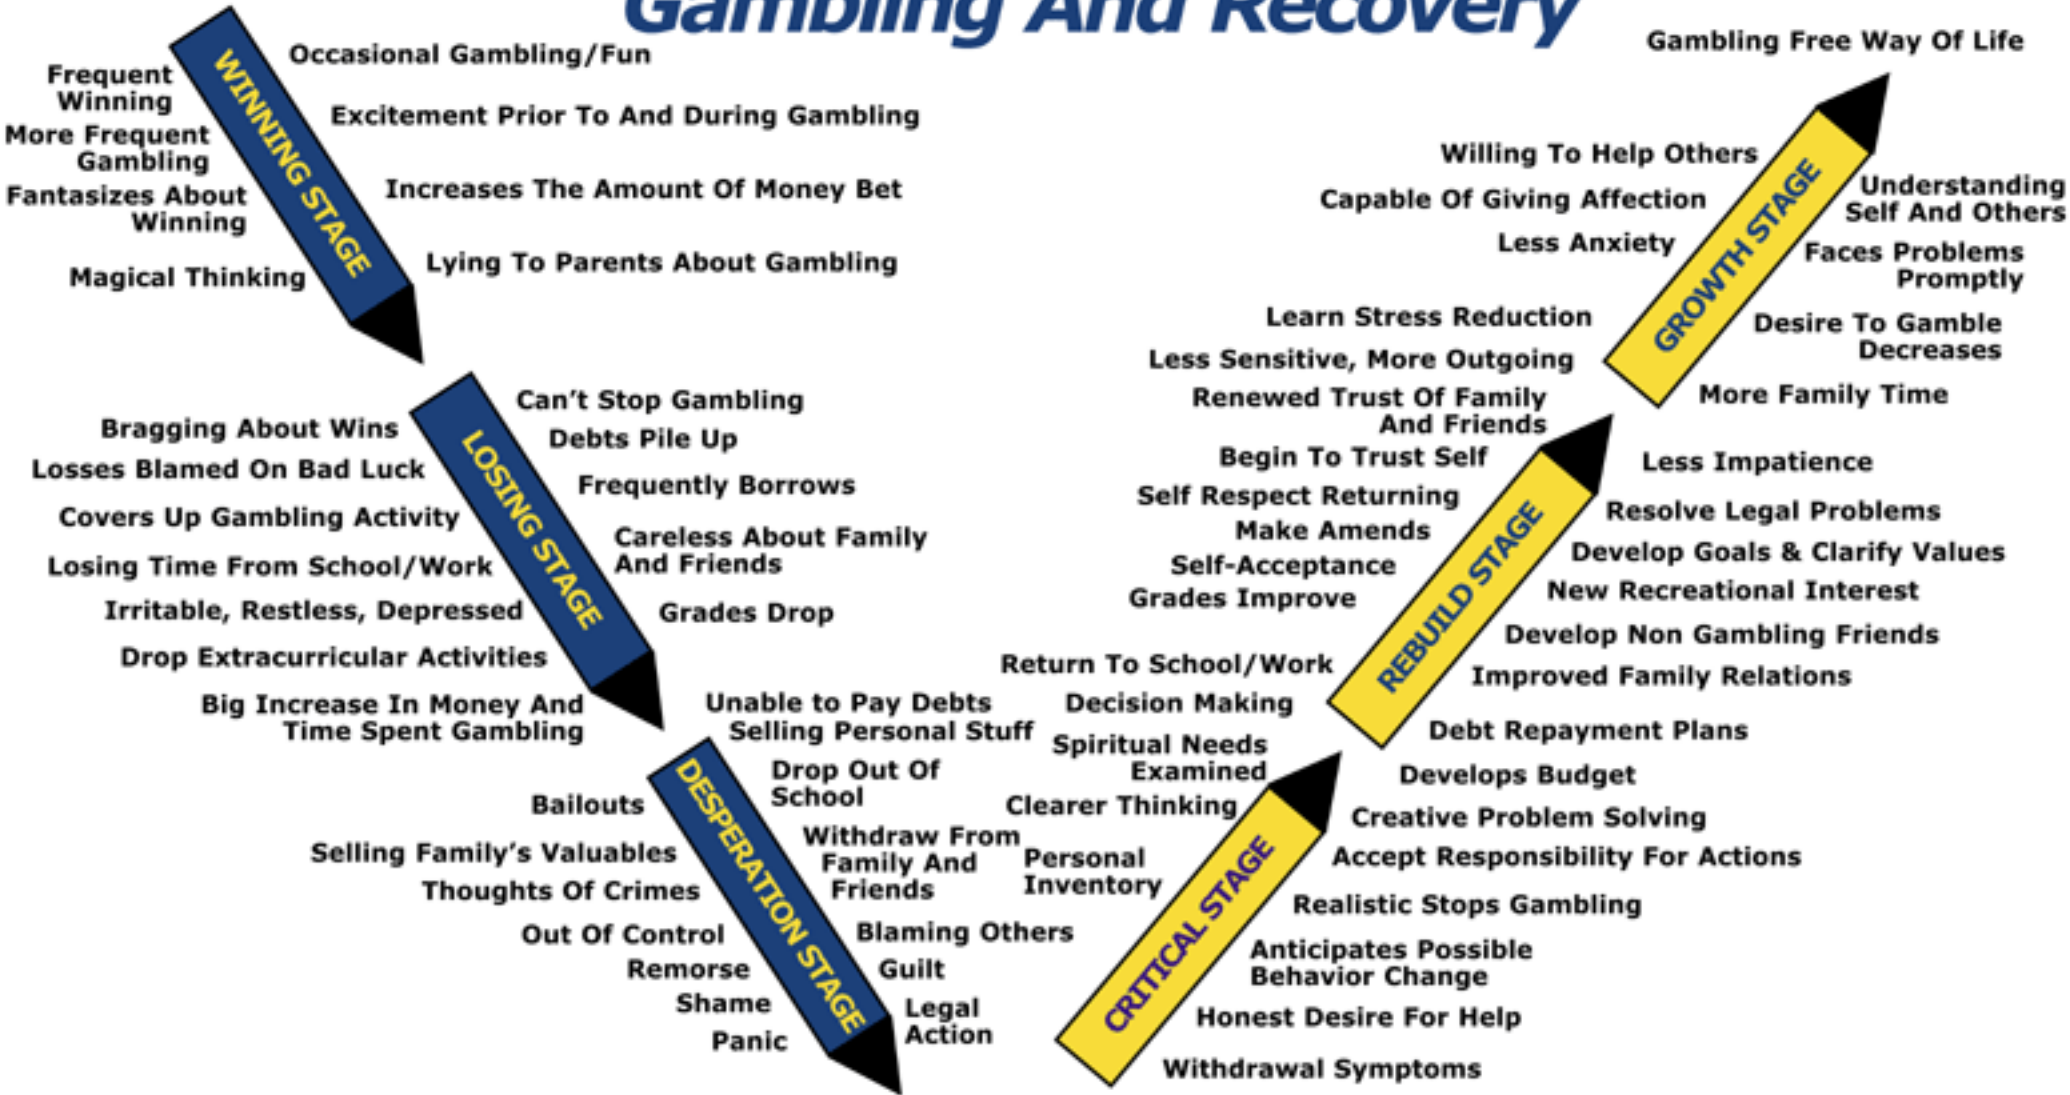 Gambling And Recovery
WINNING STAGE
Frequent
Winning
More Frequent
Gambling
Fantasizes About
Winning
Magical Thinking
Occasional Gambling/Fun
Excitement Prior To And During Gambling
Increases The Amount Of Money Bet
Lying To Parents About Gambling
LOSING STAGE
Bragging About Wins
Losses Blamed On Bad Luck
Covers Up Gambling Activity
Losing Time From School/Work
Irritable, Restless, Depressed
Drop Extracurricular Activities
Big Increase In Money And
Time Spent Gambling
Can't Stop Gambling
Debts Pile Up
Frequently Borrows
Careless About Family
And Friends
Grades Drop
DESPERATION STAGE
Bailouts
Selling Family's Valuables
Thoughts Of Crimes
Out Of Control
Remorse
Shame
Panic
Unable to Pay Debts
Selling Personal Stuff
Drop Out Of
School
Withdraw From
Family And
Friends
Blaming Others
Guilt
Legal
Action
CRITICAL STAGE
Return To School/Work
Decision Making
Spiritual Needs
Examined
Clearer Thinking
Personal
Inventory
Debt Repayment Plans
Develops Budget
Creative Problem Solving
Accept Responsibility For Actions
Realistic Stops Gambling
Anticipates Possible
Behavior Change
Honest Desire For Help
Withdrawal Symptoms
REBUILD STAGE
Learn Stress Reduction
Less Sensitive, More Outgoing
Renewed Trust Of Family
And Friends
Begin To Trust Self
Self Respect Returning
Make Amends
Self-Acceptance
Grades Improve
Less Impatience
Resolve Legal Problems
Develop Goals & Clarify Values
New Recreational Interest
Develop Non Gambling Friends
Improved Family Relations
GROWTH STAGE
Gambling Free Way Of Life
Willing To Help Others
Capable Of Giving Affection
Less Anxiety
Understanding
Self And Others
Faces Problems
Promptly
Desire To Gamble
Decreases
More Family Time